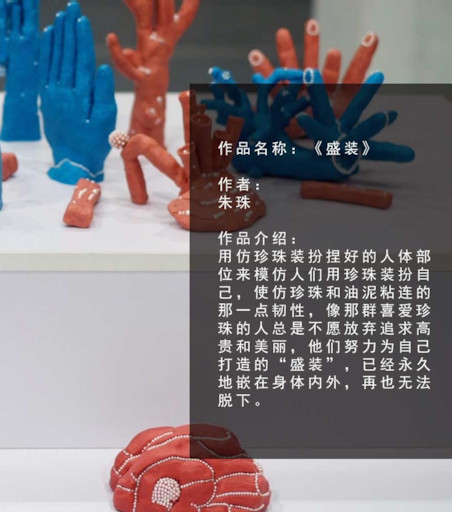 作品名称：《盛装》
作者：
朱珠
作品介绍：
用仿珍珠装扮捏好的人体部
位来模仿人们用珍珠装扮自
己，使仿珍珠和油泥粘连的
那一点韧性，像那群喜爱珍
珠的人总是不愿放弃追求高
贵和美丽，他们努力为自己
打造的“盛装”，已经永久
地嵌在身体内外，再也无法
脱下。